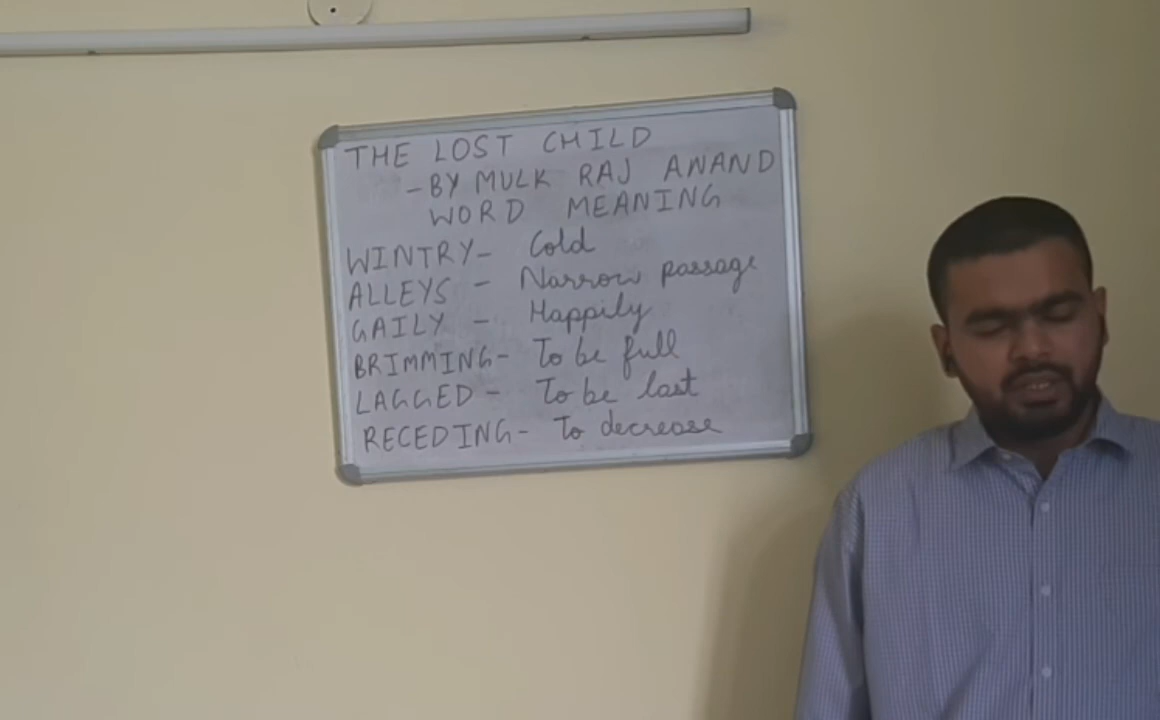 THE LOST CHILD
-BY MULK RAJ ANAND
WORD MEANING
WINTRY- Cold
ALLEYS - Narrow passage
GAILY - Happily
BRIMMING- To be full
LAGGED - To be last
RECEDING- To decrease